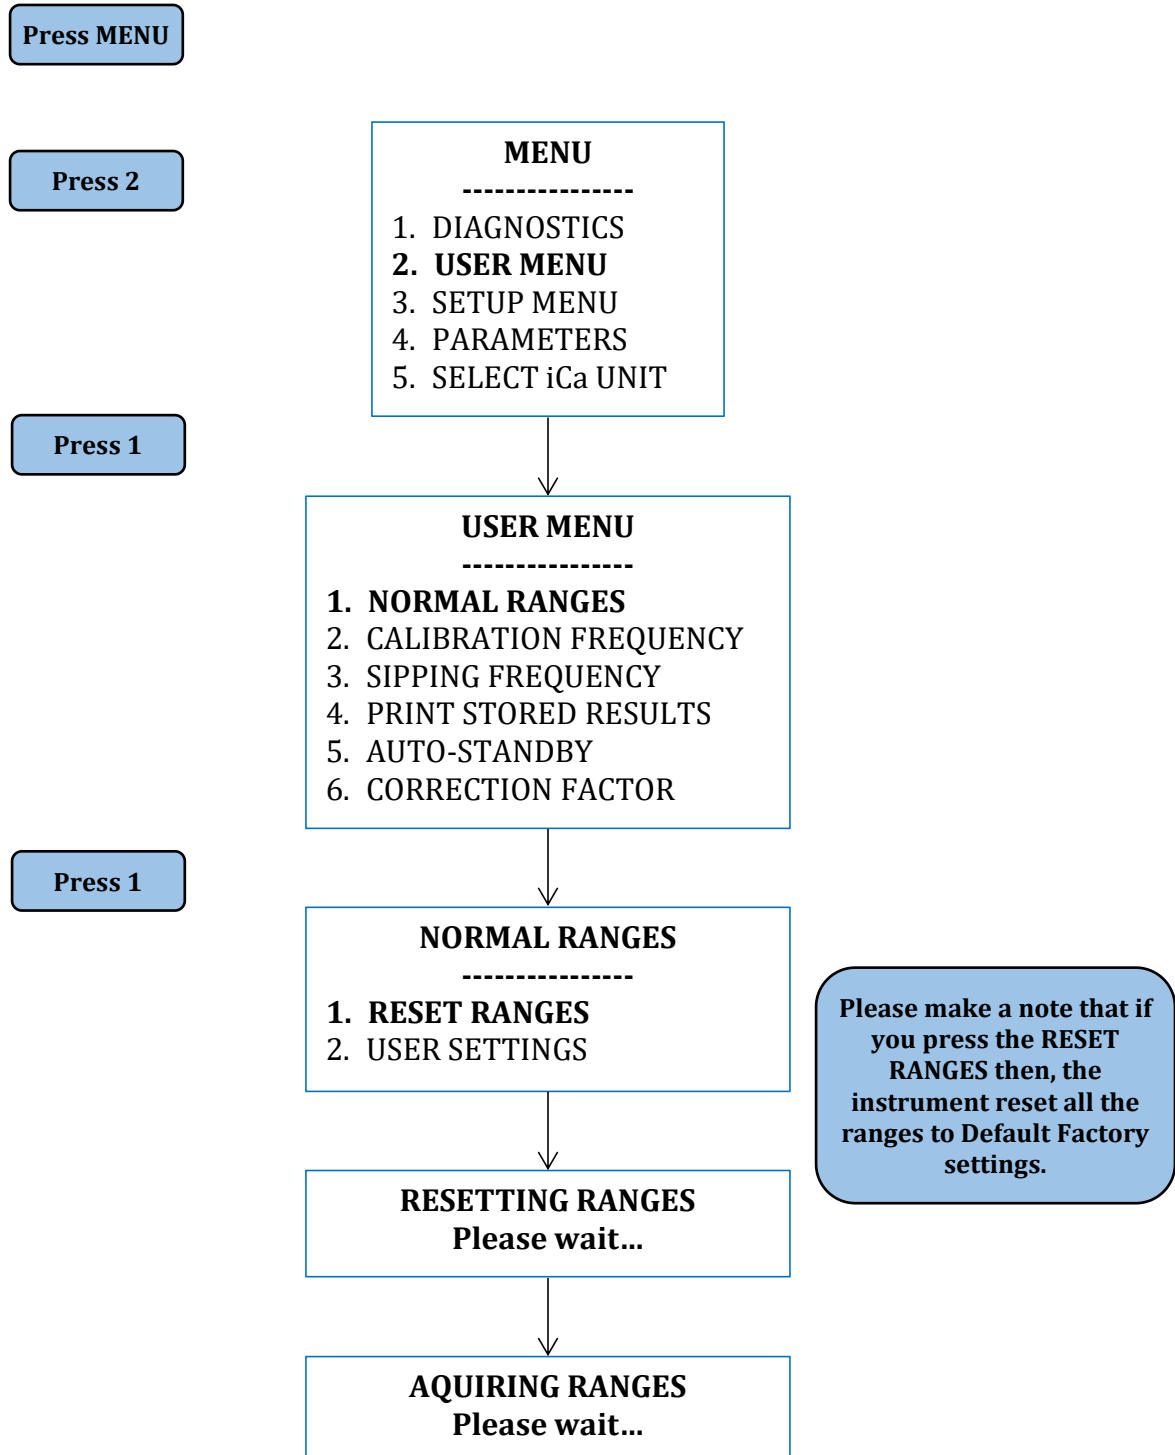 Press MENU
Press 2
MENU
----------------
1. DIAGNOSTICS
2. USER MENU
3. SETUP MENU
4. PARAMETERS
5. SELECT iCa UNIT
Press 1
USER MENU
----------------
1. NORMAL RANGES
2. CALIBRATION FREQUENCY
3. SIPPING FREQUENCY
4. PRINT STORED RESULTS
5. AUTO-STANDBY
6. CORRECTION FACTOR
Press 1
NORMAL RANGES
----------------
1. RESET RANGES
2. USER SETTINGS
Please make a note that if
you press the RESET
RANGES then, the
instrument reset all the
ranges to Default Factory
settings.
RESETTING RANGES
Please wait...
AQUIRING RANGES
Please wait...